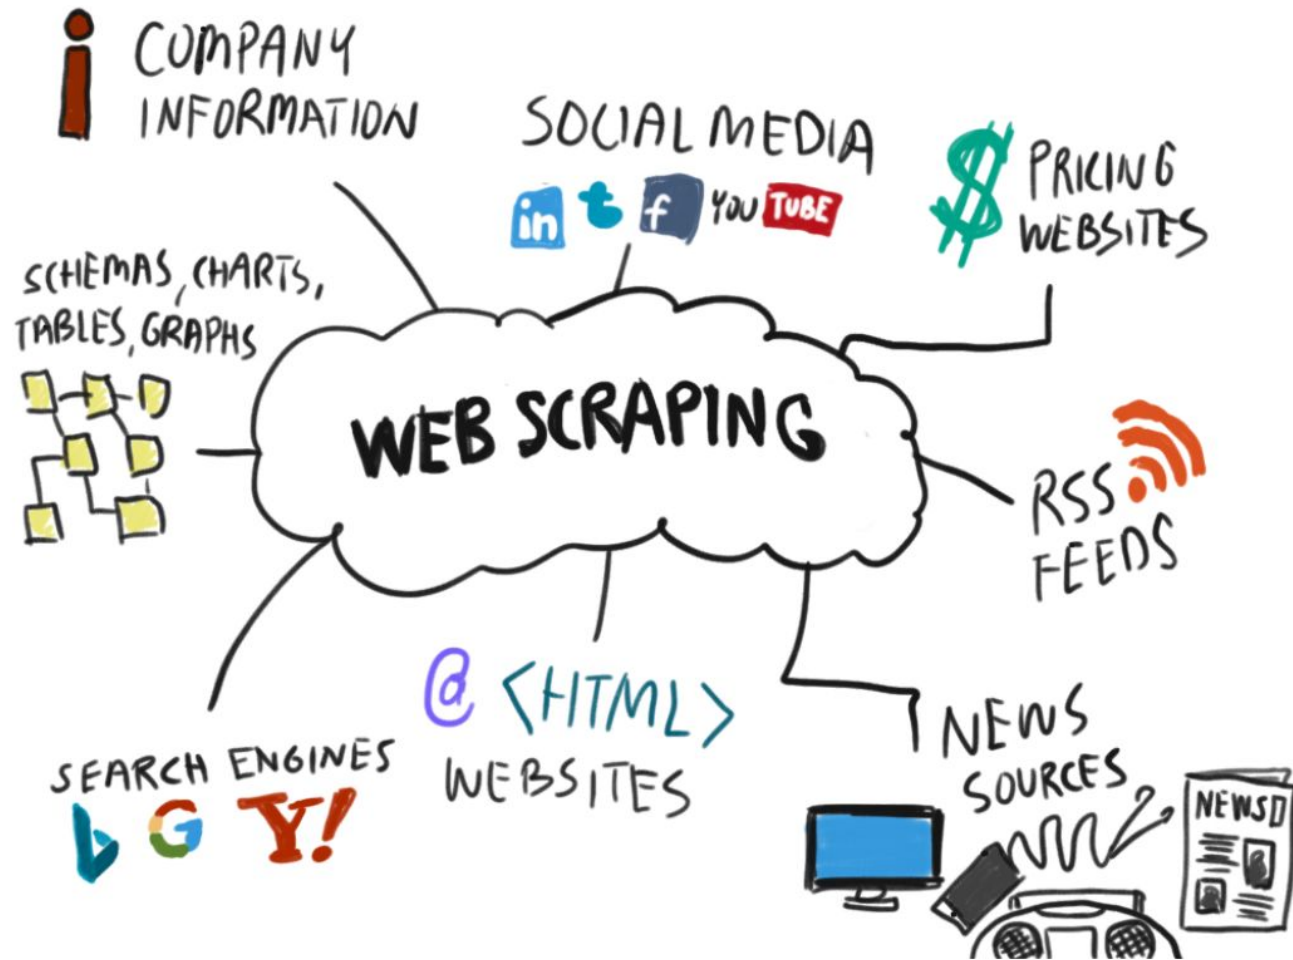 COMPANY
INFORMATION
SOCIAL MEDIA
in t f YOU TUBE
PRICING
WEBSITES
SCHEMAS, CHARTS,
TABLES, GRAPHS
WEB SCRAPING
RSS
FEEDS
@ <HTML>
WEBSITES
SEARCH ENGINES
b G Y!
NEWS
SOURCES
NEWS